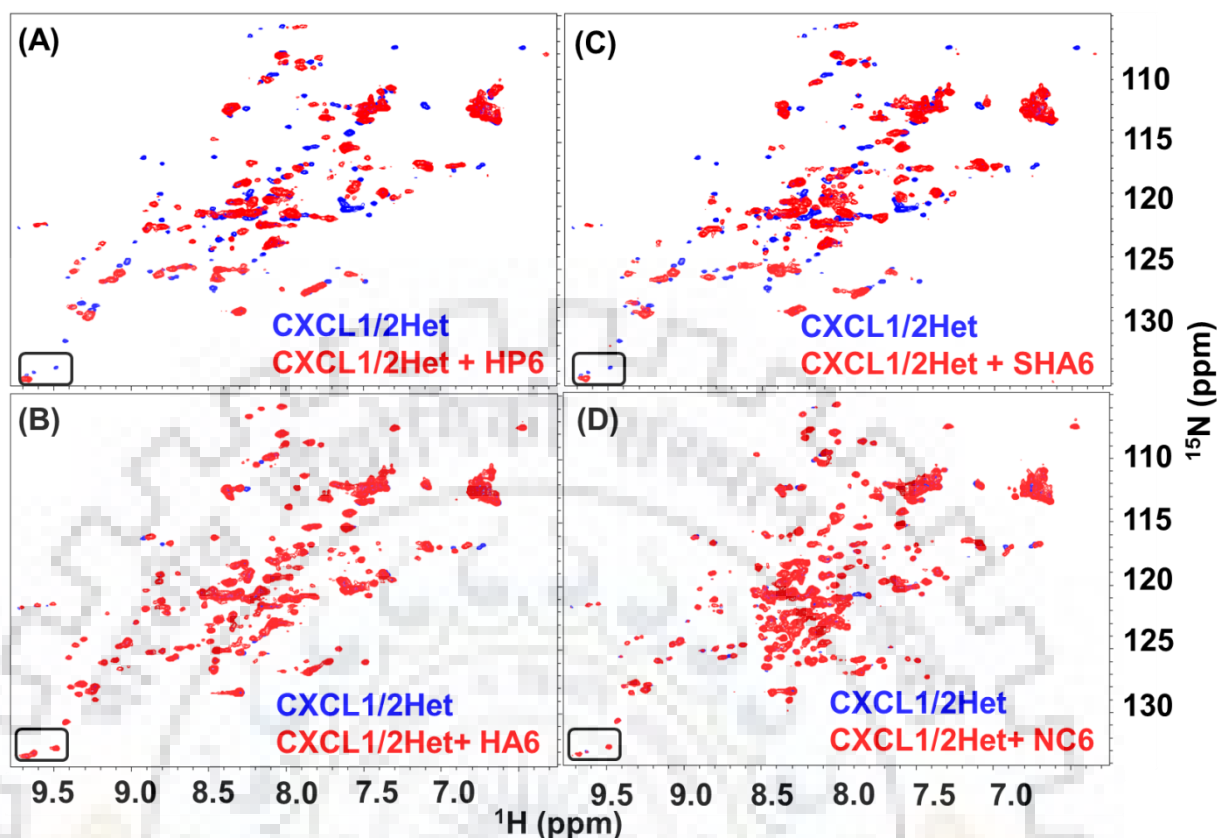 (A)
CXCL1/2Het
CXCL1/2Het + HP6
(C)
CXCL1/2Het
CXCL1/2Het + SHA6
110
115
120
125
130
(B)
CXCL1/2Het
CXCL1/2Het+ HA6
(D)
CXCL1/2Het
CXCL1/2Het+ NC6
110
115
120
125
130
¹⁵N (ppm)
9.5 9.0 8.5 8.0 7.5 7.0
9.5 9.0 8.5 8.0 7.5 7.0
¹H (ppm)